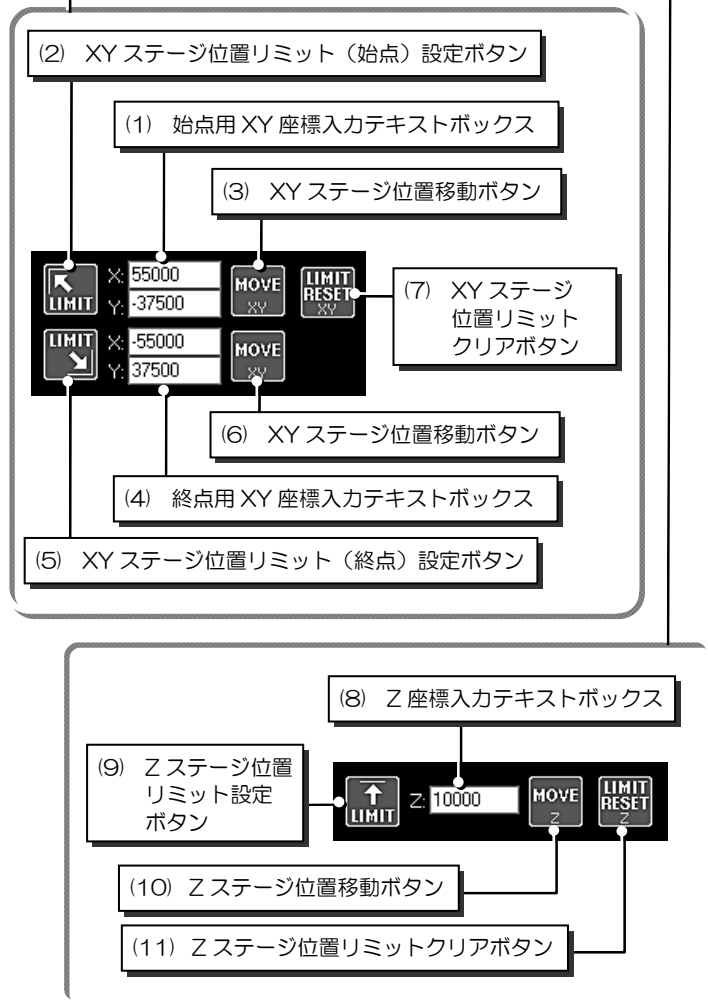 (2) XY ステージ位置リミット（始点）設定ボタン
(1) 始点用 XY 座標入力テキストボックス
(3) XY ステージ位置移動ボタン
LIMIT
X: 55000
Y: -37500
MOVE
XY
LIMIT
RESET
XY
(7) XY ステージ
位置リミット
クリアボタン
LIMIT
X: -55000
Y: 37500
MOVE
XY
(6) XY ステージ位置移動ボタン
(4) 終点用 XY 座標入力テキストボックス
(5) XY ステージ位置リミット（終点）設定ボタン
(8) Z 座標入力テキストボックス
(9) Z ステージ位置
リミット設定
ボタン
LIMIT
Z: 10000
MOVE
Z
LIMIT
RESET
Z
(10) Z ステージ位置移動ボタン
(11) Z ステージ位置リミットクリアボタン